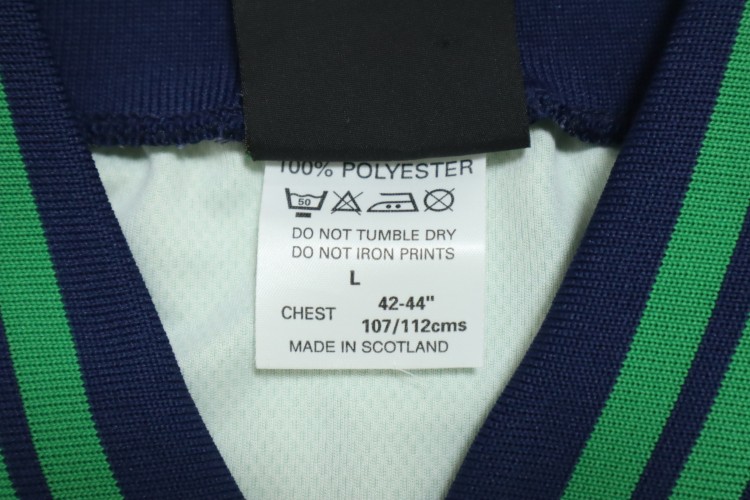 100% POLYESTER
50
DO NOT TUMBLE DRY
DO NOT IRON PRINTS
L
CHEST 42-44"
107/112cms
MADE IN SCOTLAND